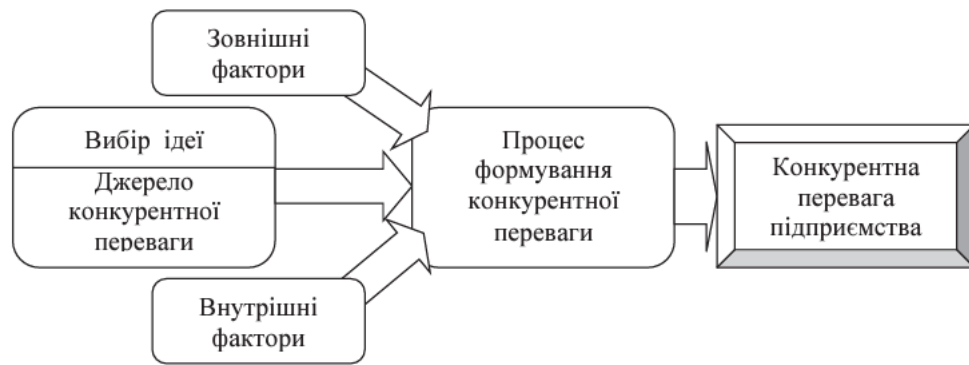 Зовнішні
фактори
Вибір ідеї
Джерело
конкурентної
переваги
Внутрішні
фактори
Процес
формування
конкурентної
переваги
Конкурентна
перевага
підприємства